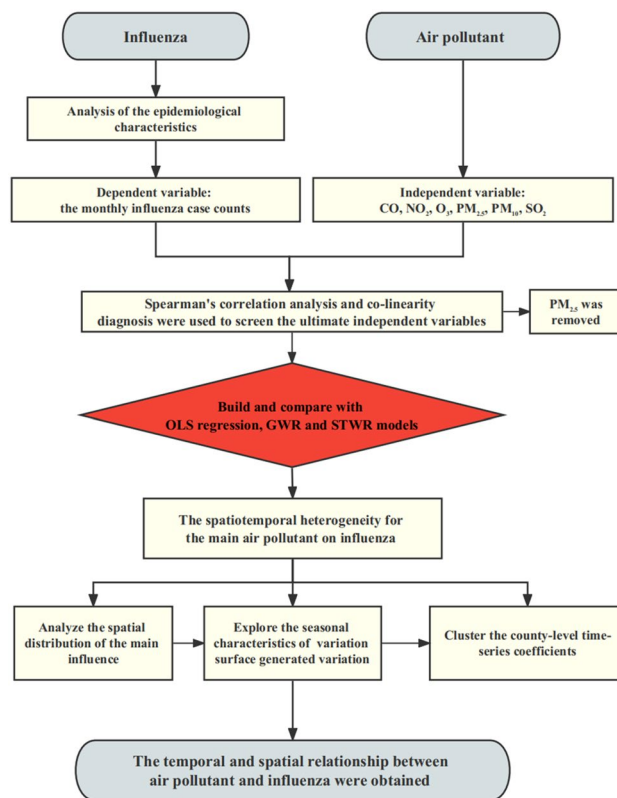 Influenza
Air pollutant
Analysis of the epidemiological
characteristics
Dependent variable:
the monthly influenza case counts
Independent variable:
CO, NO₂, O₃, PM₂.₅, PM₁₀, SO₂
Spearman's correlation analysis and co-linearity
diagnosis were used to screen the ultimate independent variables
PM₂.₅ was
removed
Build and compare with
OLS regression, GWR and STWR models
The spatiotemporal heterogeneity for
the main air pollutant on influenza
Analyze the spatial
distribution of the main
influence
Explore the seasonal
characteristics of variation
surface generated variation
Cluster the county-level time-
series coefficients
The temporal and spatial relationship between
air pollutant and influenza were obtained